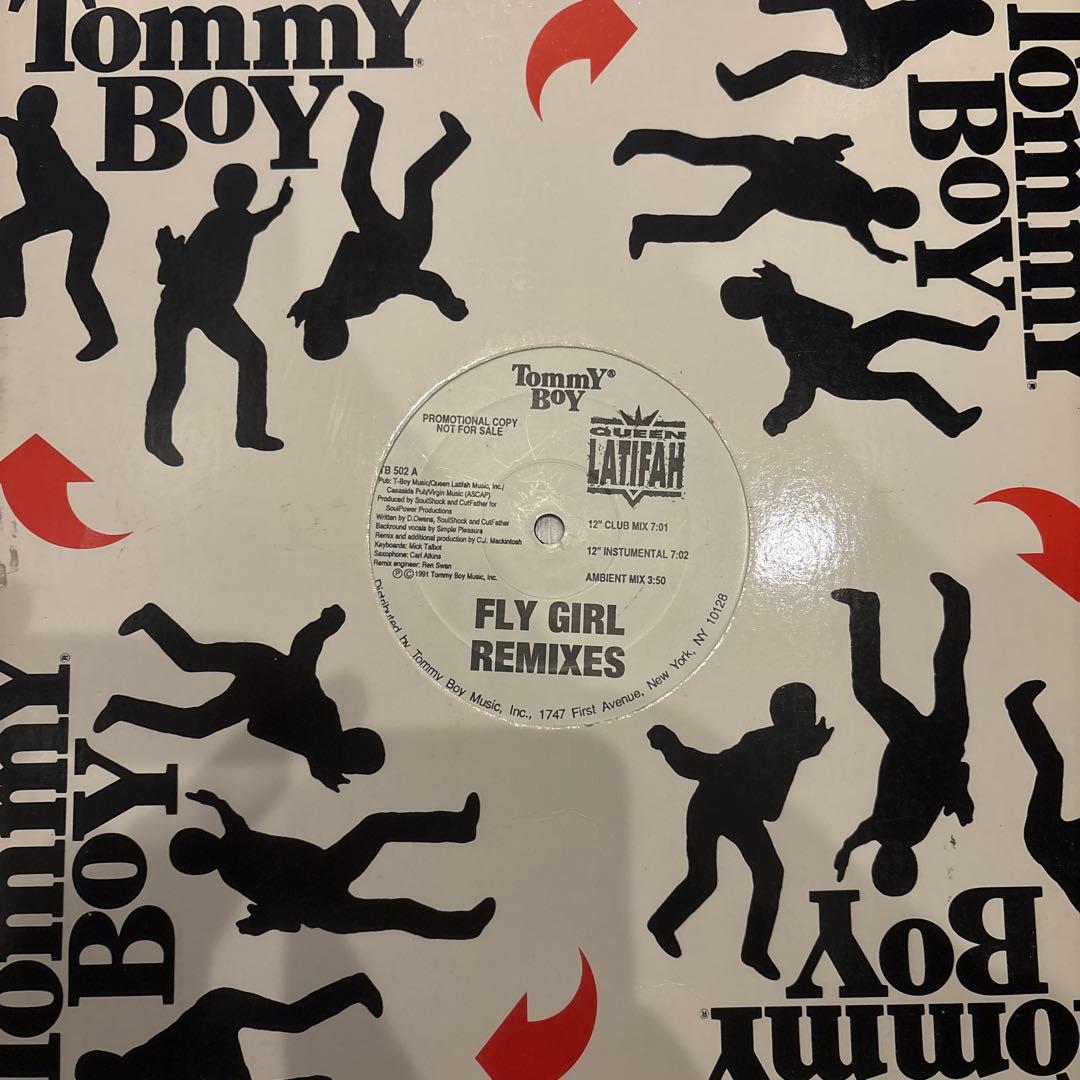 Tommy®
Boy
Tommy®
Boy
Tommy®
Boy
PROMOTIONAL COPY
NOT FOR SALE
QUEEN
LATIFAH
TB 502 A
Pub: T-Boy Music/Queen Latifah Music, Inc./
Casadida Pub/Virgin Music (ASCAP)
Produced by SoulShock and CutFather for
SoulPower Productions
Written by D.Owens, SoulShock and CutFather
Backround vocals by Simple Pleasure
Remix and additional production by C.J. Mackintosh
Keyboards: Mick Talbot
Saxophone: Carl Atkins
Remix engineer: Ren Swan
℗©1991 Tommy Boy Music, Inc.
12" CLUB MIX 7:01
12" INSTUMENTAL 7:02
AMBIENT MIX 3:50
FLY GIRL
REMIXES
Distributed by Tommy Boy Music, Inc., 1747 First Avenue, New York, NY 10128
Tommy®
Boy
Tommy®
Boy